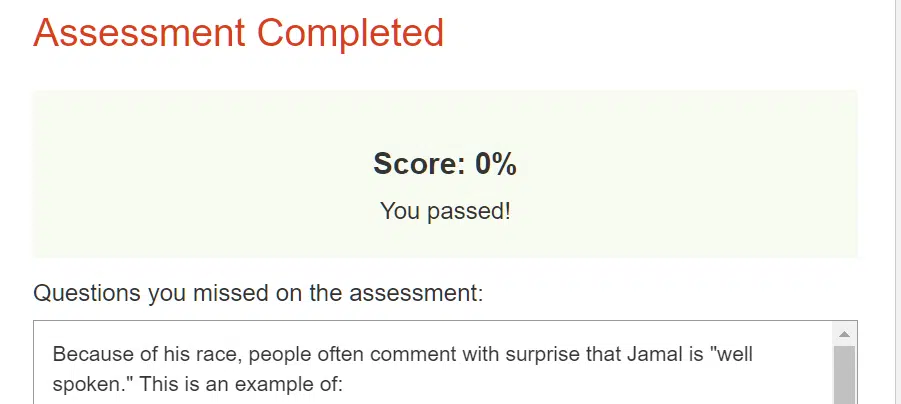 Assessment Completed
Score: 0%
You passed!
Questions you missed on the assessment:
Because of his race, people often comment with surprise that Jamal is "well
spoken." This is an example of: